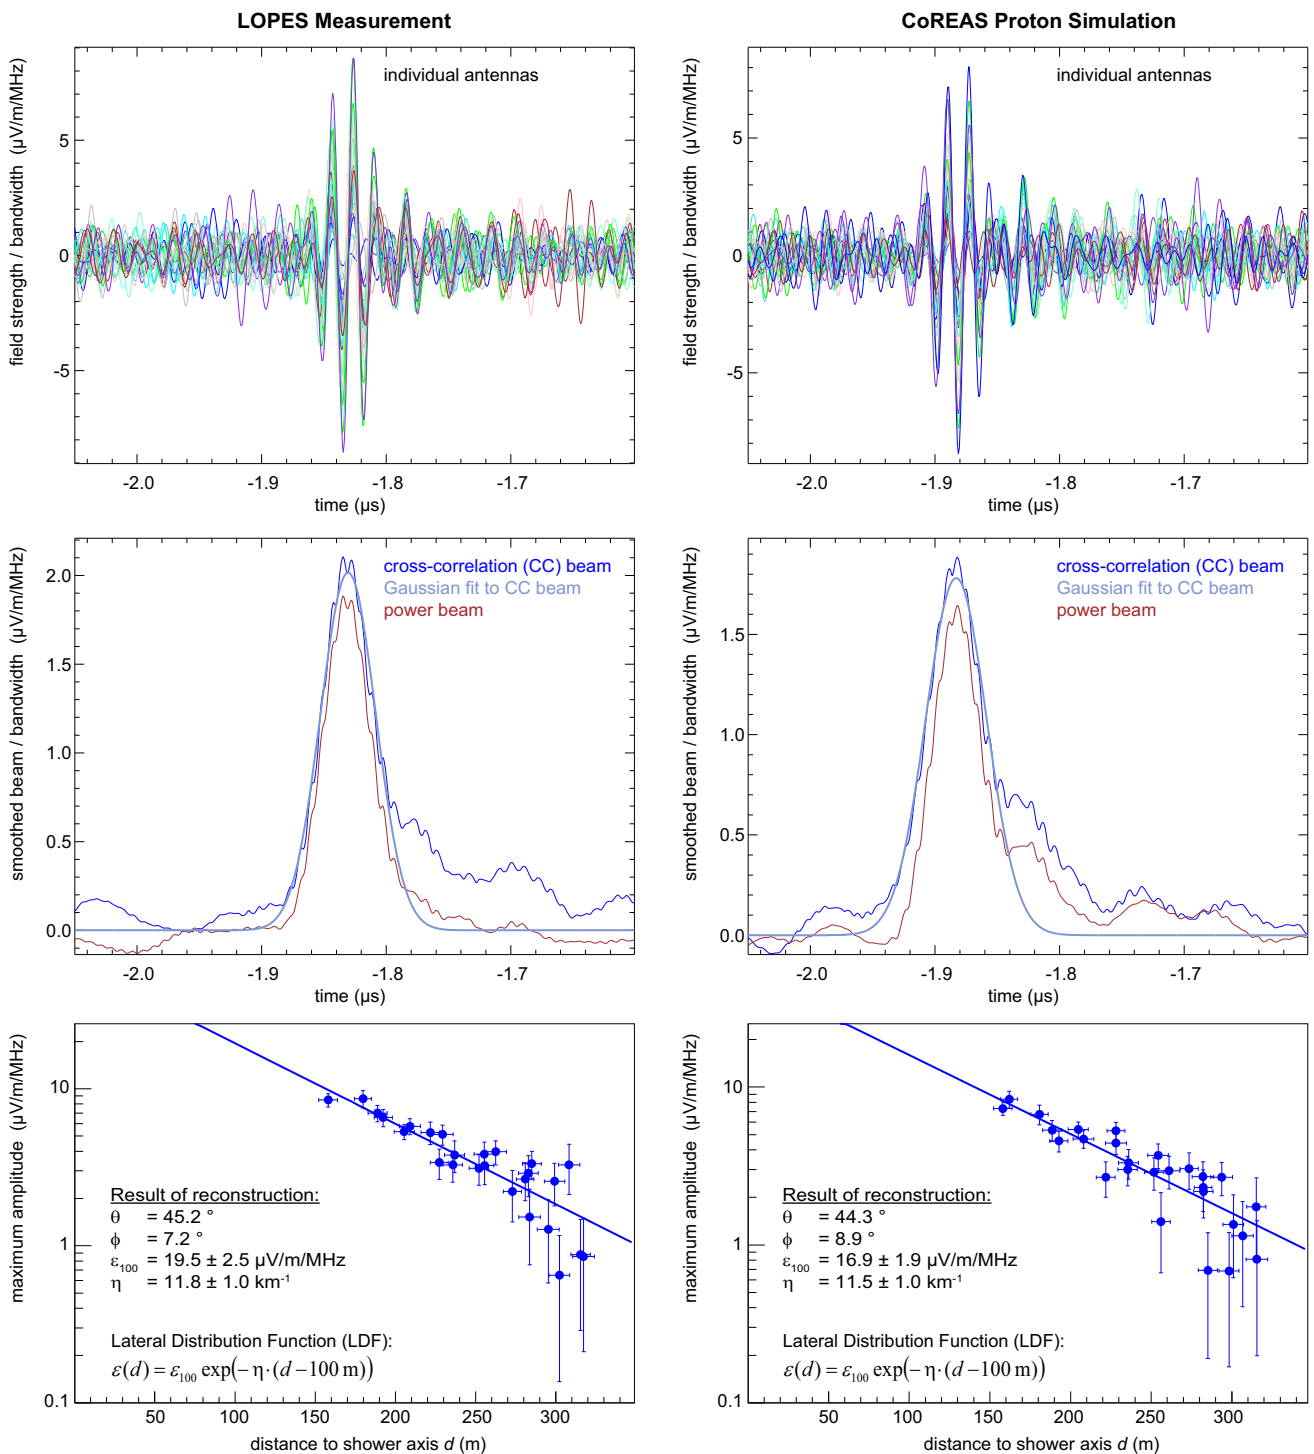 LOPES Measurement
CoREAS Proton Simulation
individual antennas
field strength / bandwidth (µV/m/MHz)
5
0
-5
-2.0 -1.9 -1.8 -1.7
time (µs)
individual antennas
field strength / bandwidth (µV/m/MHz)
5
0
-5
-2.0 -1.9 -1.8 -1.7
time (µs)
cross-correlation (CC) beam
Gaussian fit to CC beam
power beam
smoothed beam / bandwidth (µV/m/MHz)
2.0
1.5
1.0
0.5
0.0
-2.0 -1.9 -1.8 -1.7
time (µs)
cross-correlation (CC) beam
Gaussian fit to CC beam
power beam
smoothed beam / bandwidth (µV/m/MHz)
1.5
1.0
0.5
0.0
-2.0 -1.9 -1.8 -1.7
time (µs)
maximum amplitude (µV/m/MHz)
10
1
0.1
Result of reconstruction:
θ = 45.2 °
ϕ = 7.2 °
ε₁₀₀ = 19.5 ± 2.5 µV/m/MHz
η = 11.8 ± 1.0 km⁻¹
Lateral Distribution Function (LDF):
ε(d) = ε₁₀₀ exp(−η·(d−100 m))
50 100 150 200 250 300
distance to shower axis d (m)
maximum amplitude (µV/m/MHz)
10
1
0.1
Result of reconstruction:
θ = 44.3 °
ϕ = 8.9 °
ε₁₀₀ = 16.9 ± 1.9 µV/m/MHz
η = 11.5 ± 1.0 km⁻¹
Lateral Distribution Function (LDF):
ε(d) = ε₁₀₀ exp(−η·(d−100 m))
50 100 150 200 250 300
distance to shower axis d (m)